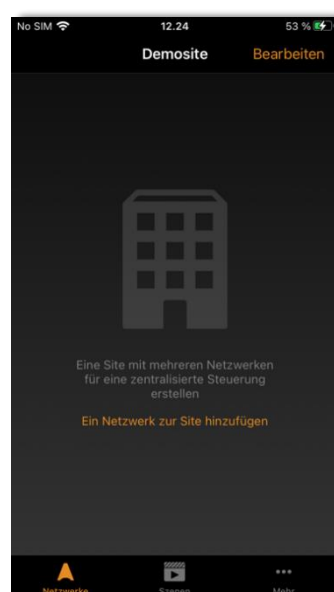 No SIM 12.24 53 %
Demosite Bearbeiten
Eine Site mit mehreren Netzwerken
für eine zentralisierte Steuerung
erstellen
Ein Netzwerk zur Site hinzufügen
Netzwerke Szenen Mehr